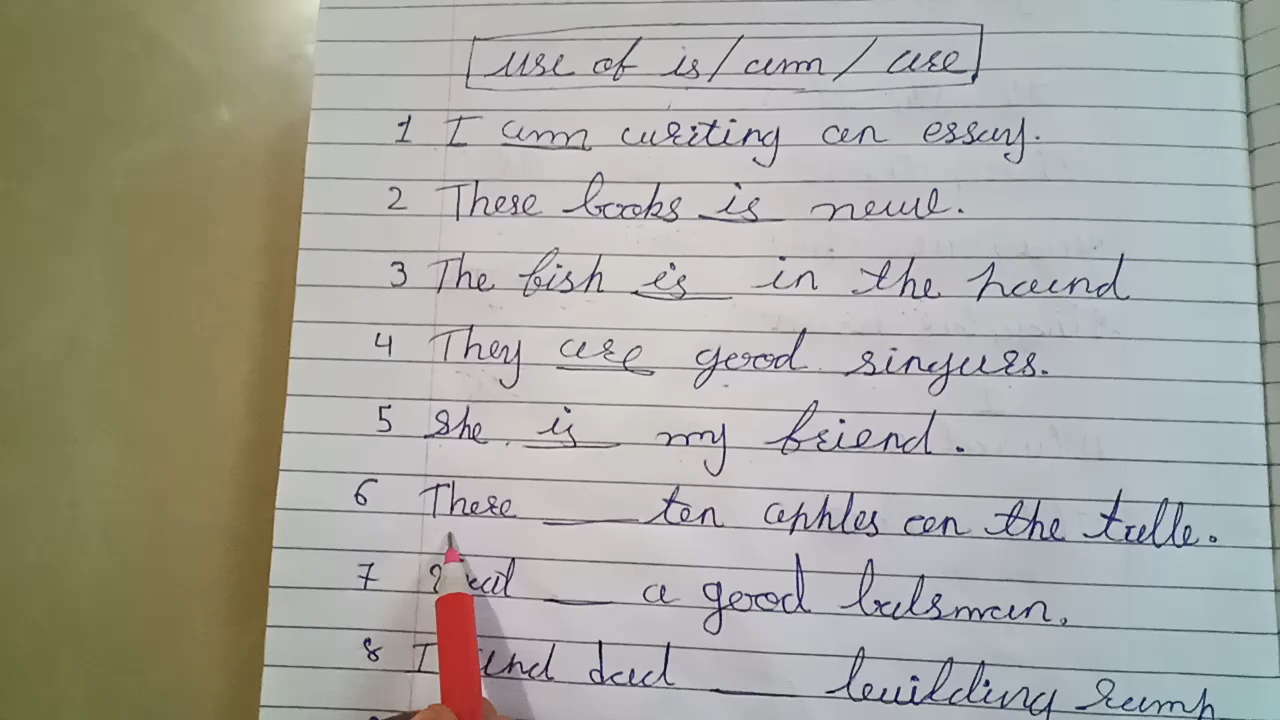 use of is/am/are
1 I am writing an essay.
2 These books is new.
3 The fish is in the hand
4 They are good singers.
5 She is my friend.
6 There ___ ten apples on the table.
7 ___ a good batsman.
8 I and dad ___ building ramp